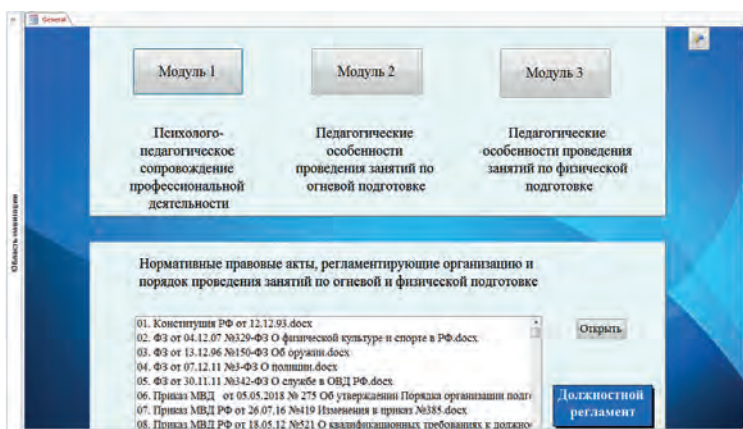 General
Модуль 1
Модуль 2
Модуль 3
Психолого-
педагогическое
сопровождение
профессиональной
деятельности
Педагогические
особенности
проведения занятий по
огневой подготовке
Педагогические
особенности проведения
занятий по физической
подготовке
Область навигации
Нормативные правовые акты, регламентирующие организацию и
порядок проведения занятий по огневой и физической подготовке
01. Конституция РФ от 12.12.93.docx
02. ФЗ от 04.12.07 №329-ФЗ О физической культуре и спорте в РФ.docx
03. ФЗ от 13.12.96 №150-ФЗ Об оружии.docx
04. ФЗ от 07.12.11 №3-ФЗ О полиции.docx
05. ФЗ от 30.11.11 №342-ФЗ О службе в ОВД РФ.docx
06. Приказ МВД от 05.05.2018 № 275 Об утверждении Порядка организации подго
07. Приказ МВД РФ от 26.07.16 №419 Изменения к приказ №385.docx
08. Приказ МВД РФ от 18.05.12 №521 О квалификационных требованиях к должнос
Открыть
Должностной
регламент